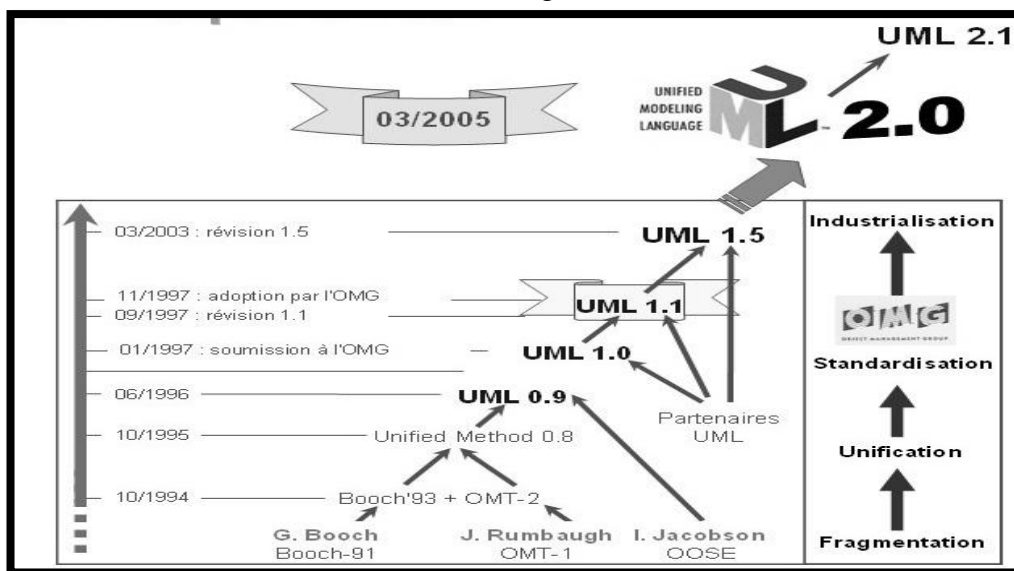 UML 2.1
UNIFIED
MODELING
LANGUAGE
UML 2.0
03/2005
03/2003 : révision 1.5
UML 1.5
11/1997 : adoption par l'OMG
09/1997 : révision 1.1
UML 1.1
01/1997 : soumission à l'OMG
UML 1.0
06/1996
UML 0.9
Partenaires
UML
10/1995
Unified Method 0.8
10/1994
Booch'93 + OMT-2
G. Booch
Booch-91
J. Rumbaugh
OMT-1
I. Jacobson
OOSE
Industrialisation
OMG
OBJECT MANAGEMENT GROUP
Standardisation
Unification
Fragmentation